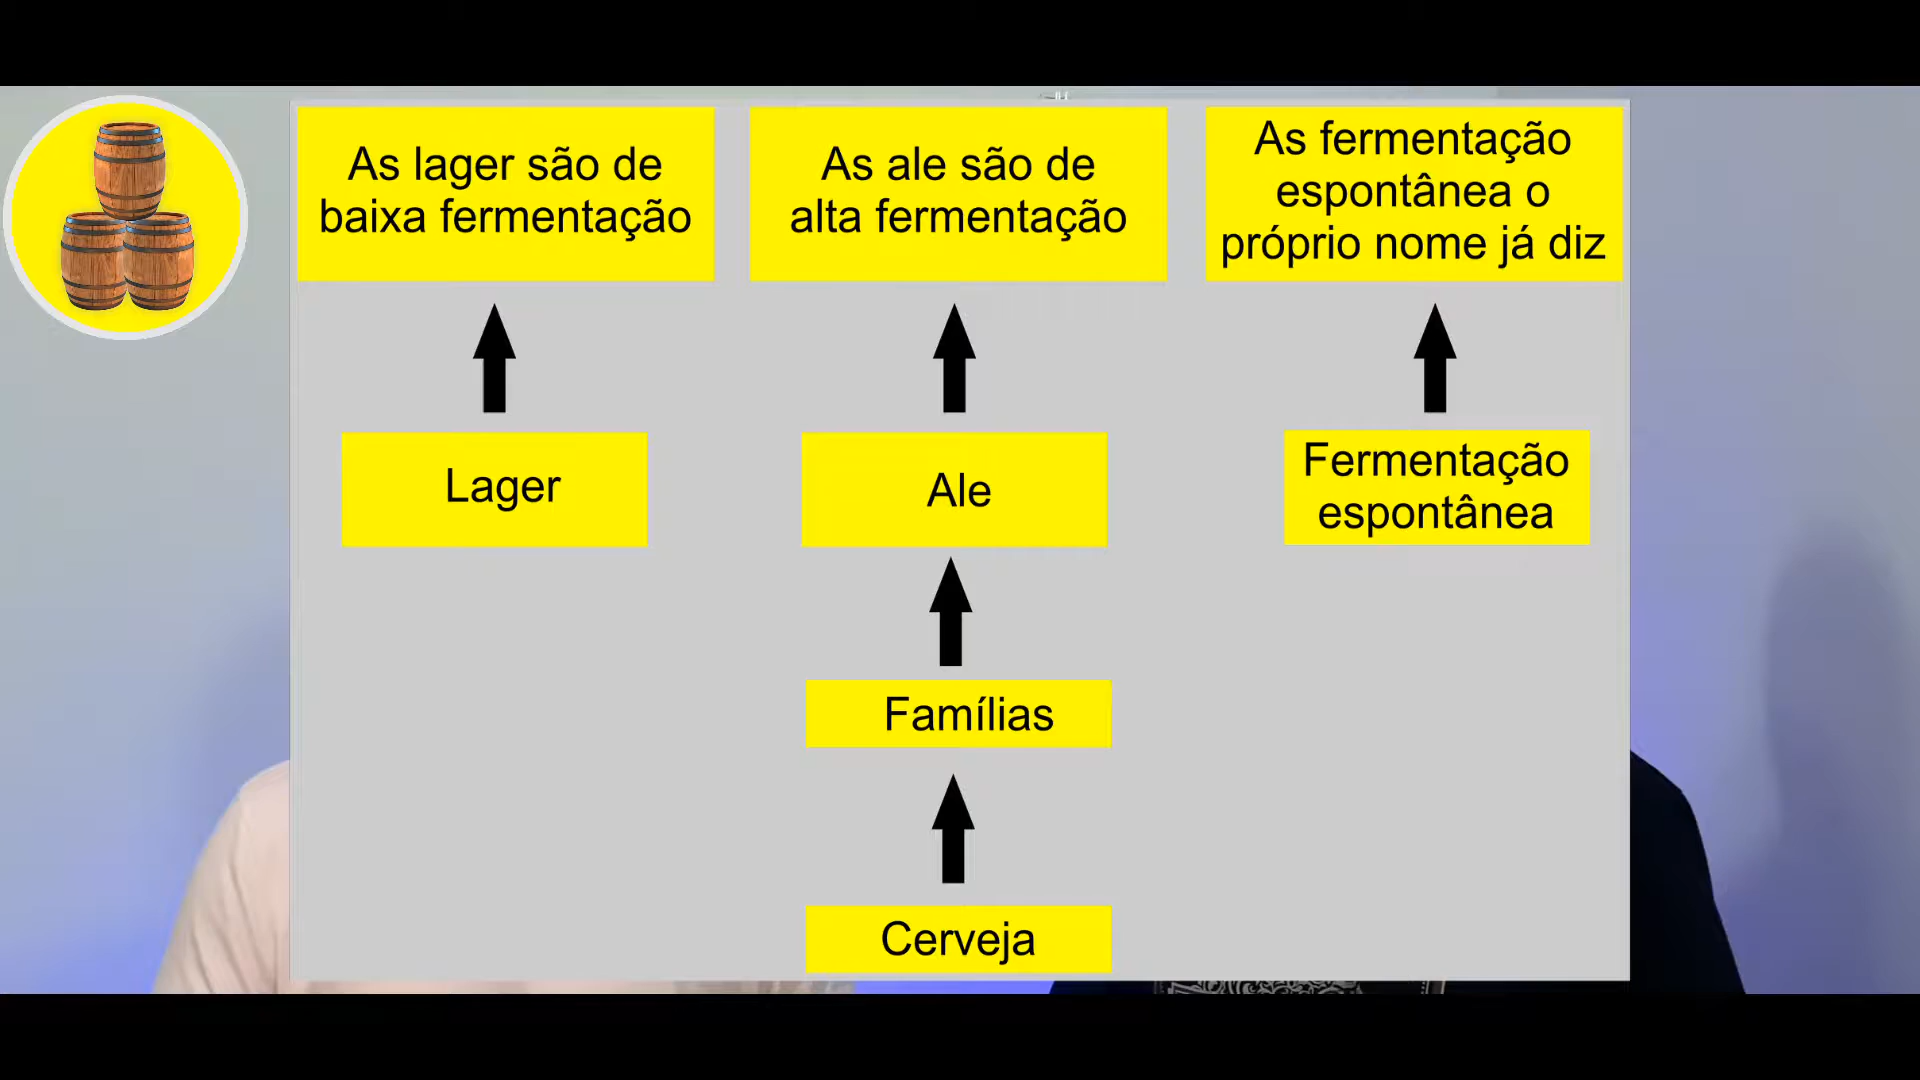 As lager são de
baixa fermentação
As ale são de
alta fermentação
As fermentação
espontânea o
próprio nome já diz
Lager
Ale
Fermentação
espontânea
Famílias
Cerveja